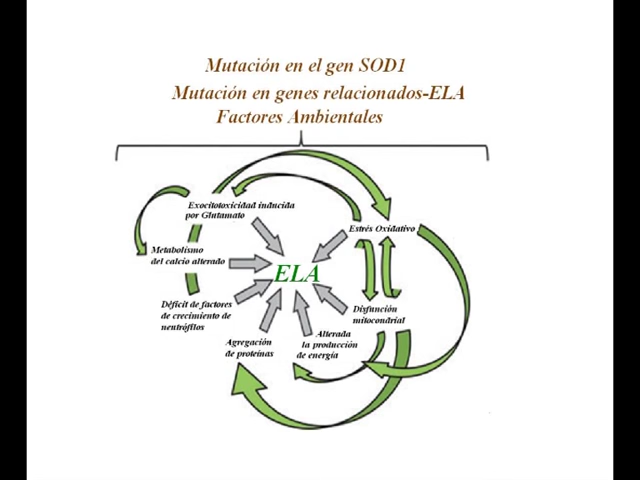 Mutación en el gen SOD1
Mutación en genes relacionados-ELA
Factores Ambientales
Exocitotoxicidad inducida
por Glutamato
Estrés Oxidativo
Metabolismo
del calcio alterado
ELA
Déficit de factores
de crecimiento de
neutrófilos
Disfunción
mitocondrial
Agregación
de proteínas
Alterada
la producción
de energía